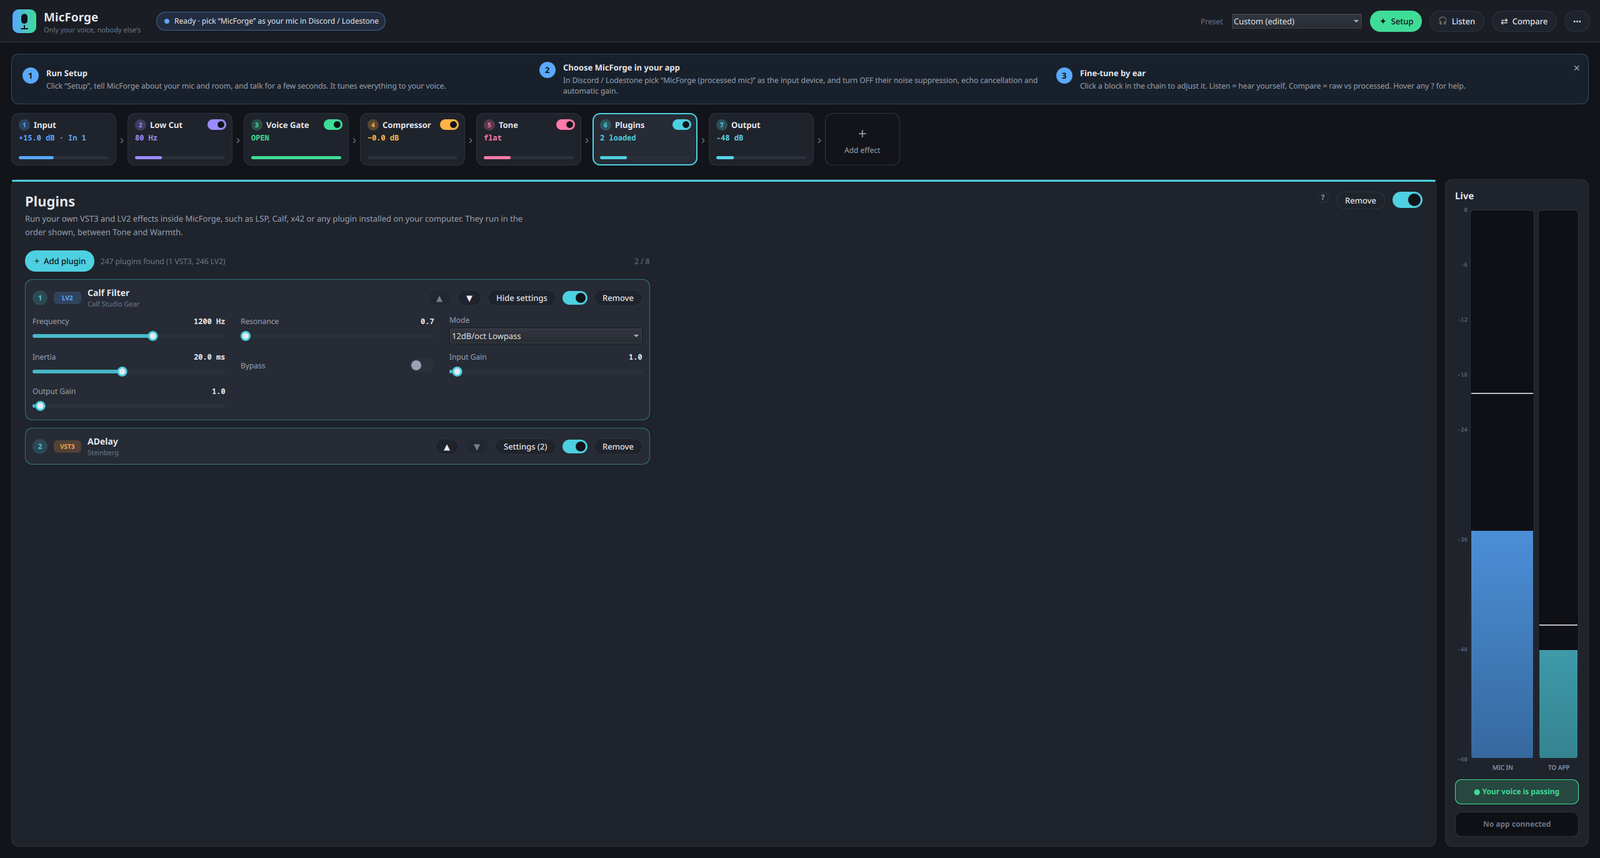 MicForge
Only your voice, nobody else's
Ready · pick “MicForge” as your mic in Discord / Lodestone
Preset
Custom (edited)
Setup
Listen
Compare
1
Run Setup
Click “Setup”, tell MicForge about your mic and room, and talk for a few seconds. It tunes everything to your voice.
2
Choose MicForge in your app
In Discord / Lodestone pick “MicForge (processed mic)” as the input device, and turn OFF their noise suppression, echo cancellation and
automatic gain.
3
Fine-tune by ear
Click a block in the chain to adjust it. Listen = hear yourself, Compare = raw vs processed. Hover any ? for help.
1 Input
+15.0 dB · In 1
2 Low Cut
80 Hz
3 Voice Gate
OPEN
4 Compressor
−0.0 dB
5 Tone
flat
6 Plugins
2 loaded
7 Output
-48 dB
+
Add effect
Plugins
? Remove
Run your own VST3 and LV2 effects inside MicForge, such as LSP, Calf, x42 or any plugin installed on your computer. They run in the
order shown, between Tone and Warmth.
+ Add plugin
247 plugins found (1 VST3, 246 LV2)
2 / 8
1 LV2 Calf Filter
Calf Studio Gear
Hide settings
Remove
Frequency 1200 Hz
Resonance 0.7
Mode
12dB/oct Lowpass
Inertia 20.0 ms
Bypass
Input Gain 1.0
Output Gain 1.0
2 VST3 ADelay
Steinberg
Settings (2)
Remove
Live
0
-6
-12
-18
-24
-36
-48
-60
MIC IN
TO APP
Your voice is passing
No app connected